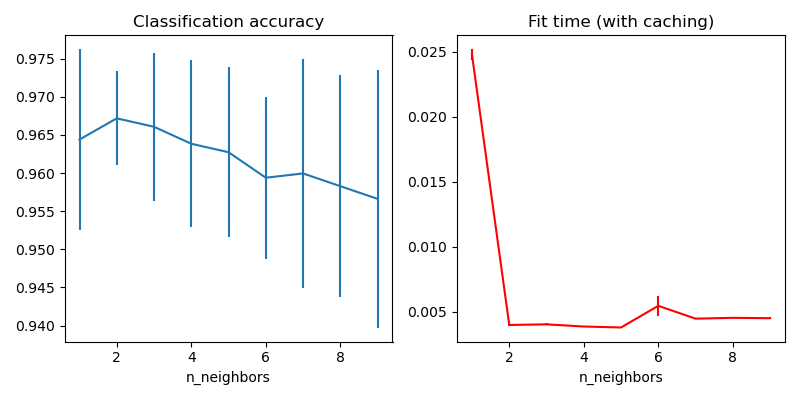 Classification accuracy
0.975
0.970
0.965
0.960
0.955
0.950
0.945
0.940
2 4 6 8
n_neighbors
Fit time (with caching)
0.025
0.020
0.015
0.010
0.005
2 4 6 8
n_neighbors